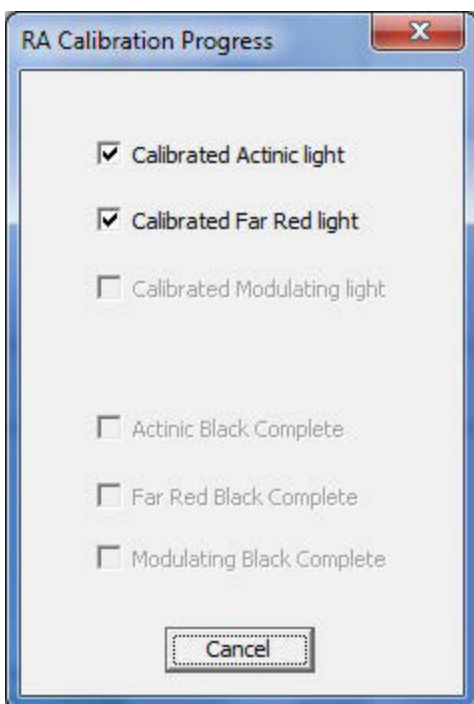 RA Calibration Progress
Calibrated Actinic light
Calibrated Far Red light
Calibrated Modulating light
Actinic Black Complete
Far Red Black Complete
Modulating Black Complete
Cancel